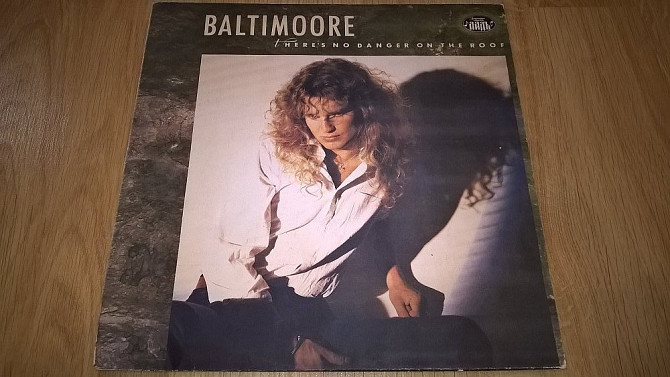 BALTIMOORE
THERE'S NO DANGER ON THE ROOF